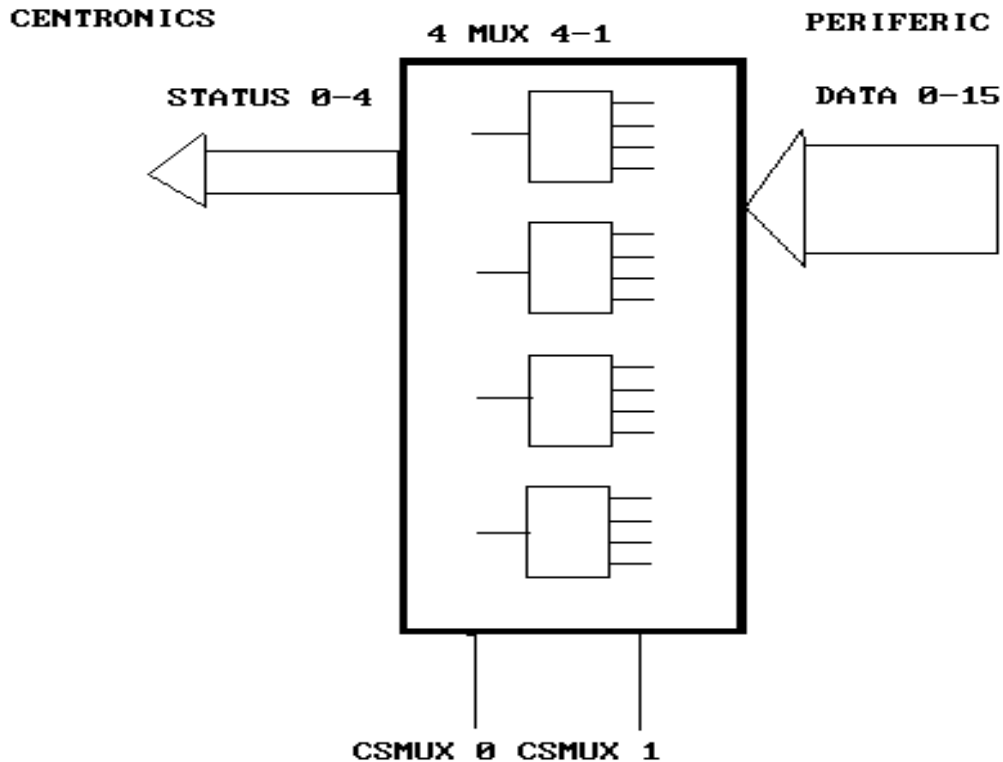 CENTRONICS
4 MUX 4-1
PERIFERIC
STATUS 0-4
DATA 0-15
CSMUX 0 CSMUX 1